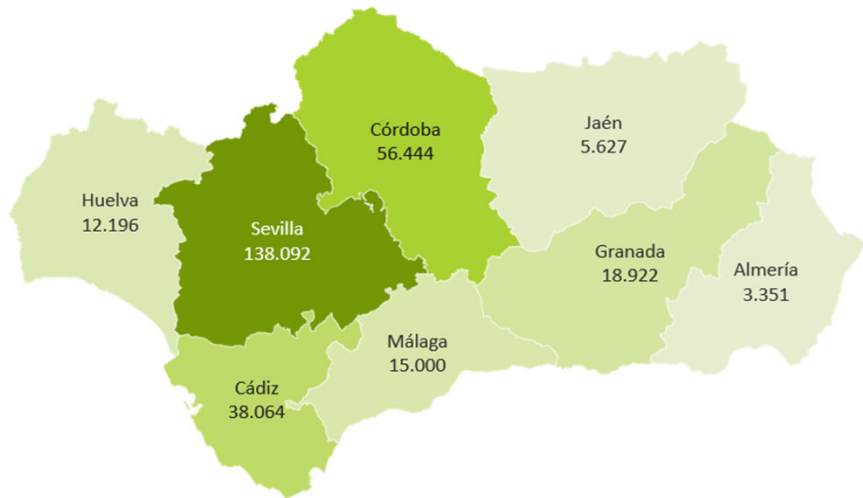 Córdoba
56.444
Jaén
5.627
Huelva
12.196
Sevilla
138.092
Granada
18.922
Almería
3.351
Málaga
15.000
Cádiz
38.064